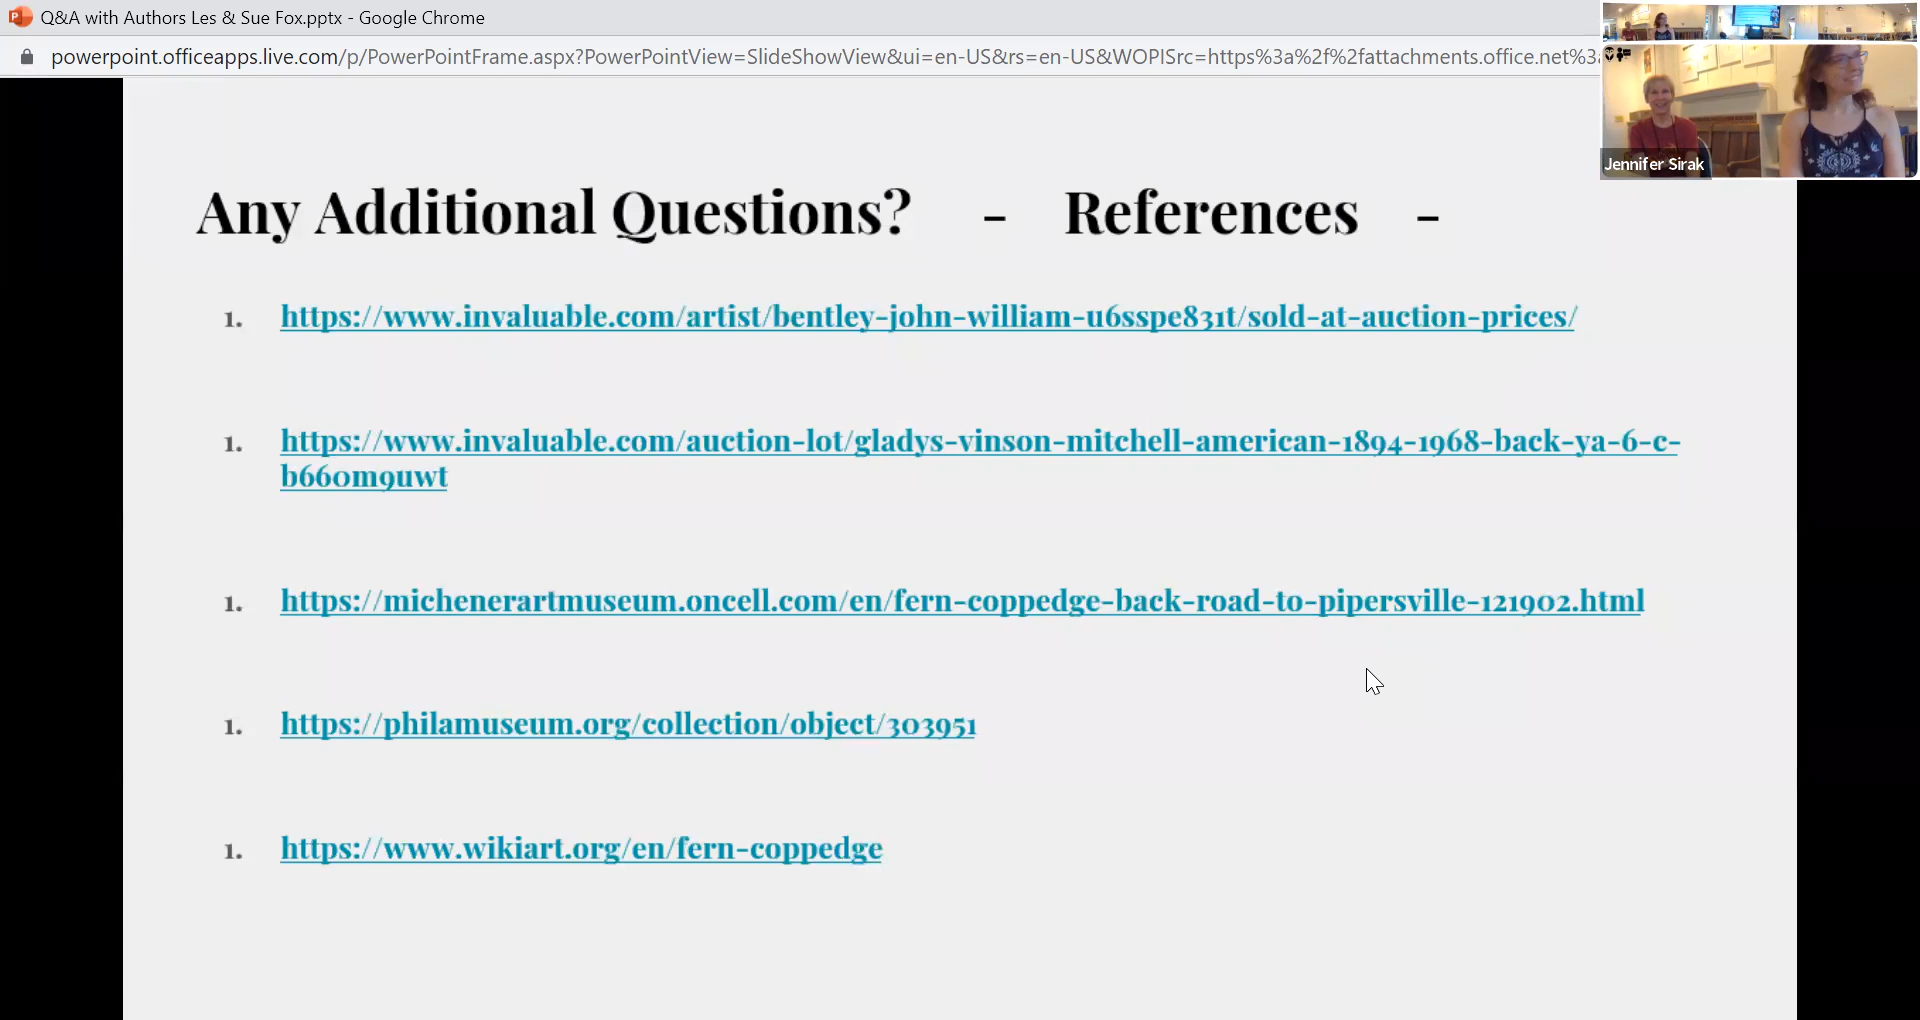 Q&A with Authors Les & Sue Fox.pptx - Google Chrome
powerpoint.officeapps.live.com/p/PowerPointFrame.aspx?PowerPointView=SlideShowView&ui=en-US&rs=en-US&WOPISrc=https%3a%2f%2fattachments.office.net%3
Jennifer Sirak
Any Additional Questions? - References -
1. https://www.invaluable.com/artist/bentley-john-william-u6sspe831t/sold-at-auction-prices/
1. https://www.invaluable.com/auction-lot/gladys-vinson-mitchell-american-1894-1968-back-ya-6-c-
b660m9uwt
1. https://michenerartmuseum.oncell.com/en/fern-coppedge-back-road-to-pipersville-121902.html
1. https://philamuseum.org/collection/object/303951
1. https://www.wikiart.org/en/fern-coppedge